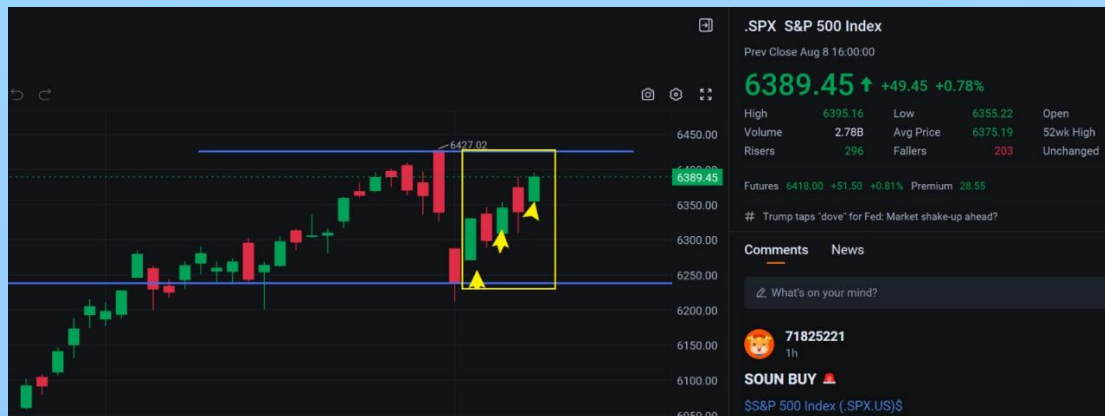 6427.02
6450.00
6400.00
6389.45
6350.00
6300.00
6250.00
6200.00
6150.00
6100.00
6050.00
.SPX S&P 500 Index
Prev Close Aug 8 16:00:00
6389.45 +49.45 +0.78%
High 6395.16 Low 6355.22 Open
Volume 2.78B Avg Price 6375.19 52wk High
Risers 296 Fallers 203 Unchanged
Futures 6418.00 +51.50 +0.81% Premium 28.55
# Trump taps "dove" for Fed: Market shake-up ahead?
Comments News
What's on your mind?
71825221
1h
SOUN BUY 🚨
$S&P 500 Index (.SPX.US)$